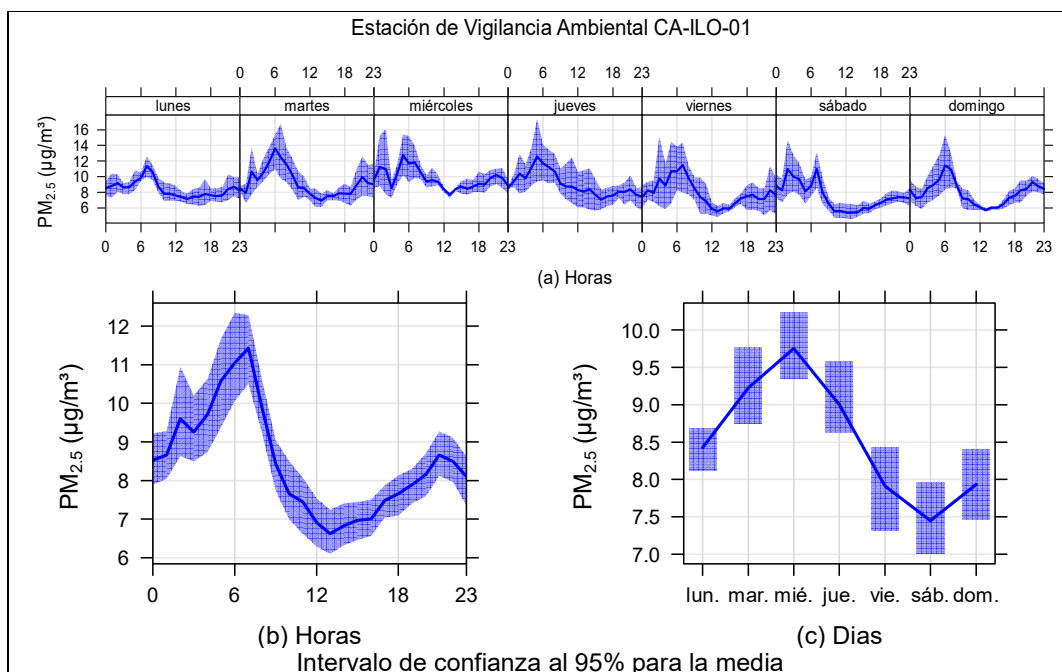 Estación de Vigilancia Ambiental CA-ILO-01
0 6 12 18 23 0 6 12 18 23 0 6 12 18 23
lunes martes miércoles jueves viernes sábado domingo
PM2.5 (µg/m³)
16
14
12
10
8
6
0 6 12 18 23 0 6 12 18 23 0 6 12 18 23 0 6 12 18 23
(a) Horas
PM2.5 (µg/m³)
12
11
10
9
8
7
6
0 6 12 18 23
(b) Horas
PM2.5 (µg/m³)
10.0
9.5
9.0
8.5
8.0
7.5
7.0
lun. mar. mié. jue. vie. sáb. dom.
(c) Dias
Intervalo de confianza al 95% para la media